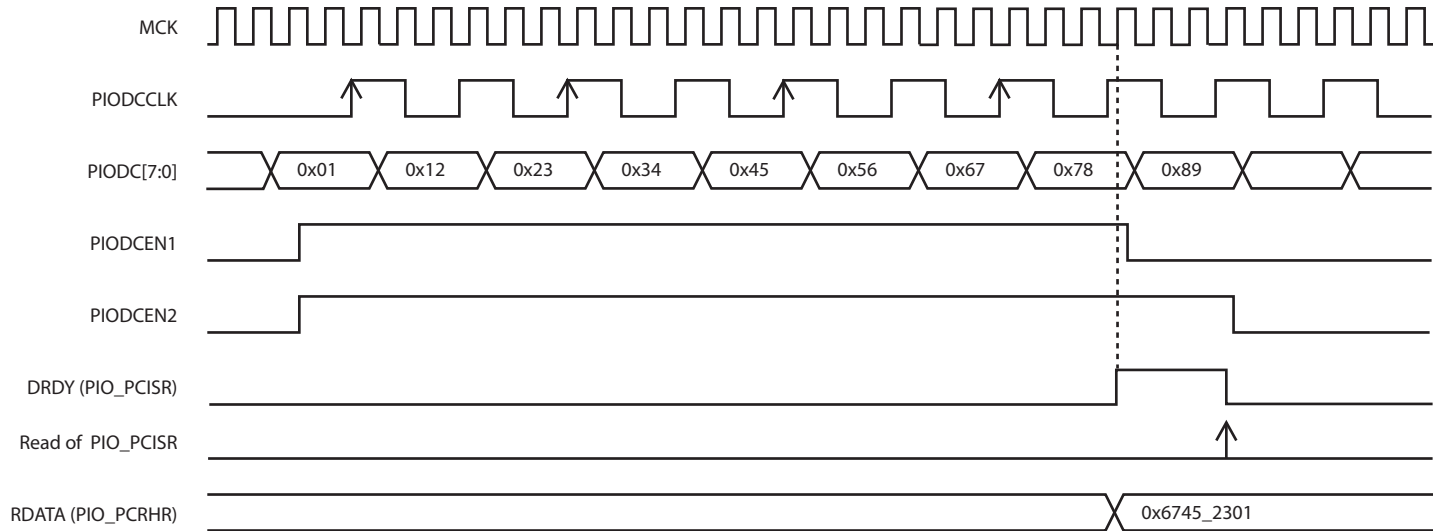 MCK
PIODCCLK
PIODC[7:0]
0x01 0x12 0x23 0x34 0x45 0x56 0x67 0x78 0x89
PIODCEN1
PIODCEN2
DRDY (PIO_PCISR)
Read of PIO_PCISR
RDATA (PIO_PCRHR)
0x6745_2301